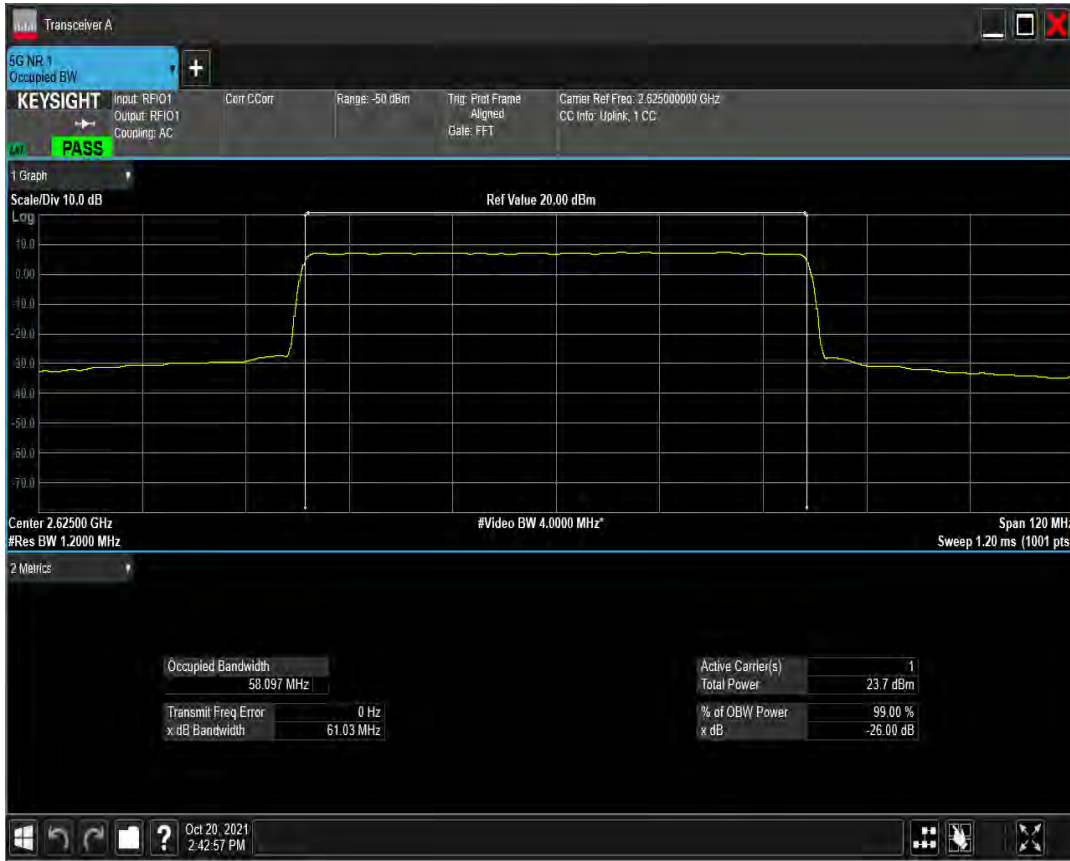 Transceiver A
5G NR 1
Occupied BW
+
KEYSIGHT
PASS
Input: RFIO1
Output: RFIO1
Coupling: AC
Corr CCorr
Range: -50 dBm
Trig: Prot Frame
Aligned
Gate: FFT
Carrier Ref Freq: 2.625000000 GHz
CC Info: Uplink, 1 CC
1 Graph
Scale/Div 10.0 dB
Ref Value 20.00 dBm
Log
10.0
0.00
-10.0
-20.0
-30.0
-40.0
-50.0
-60.0
-70.0
Center 2.62500 GHz
#Video BW 4.0000 MHz*
Span 120 MHz
#Res BW 1.2000 MHz
Sweep 1.20 ms (1001 pts
2 Metrics
Occupied Bandwidth
58.097 MHz
Transmit Freq Error 0 Hz
x dB Bandwidth 61.03 MHz
Active Carrier(s) 1
Total Power 23.7 dBm
% of OBW Power 99.00 %
x dB -26.00 dB
?
Oct 20, 2021
2:42:57 PM